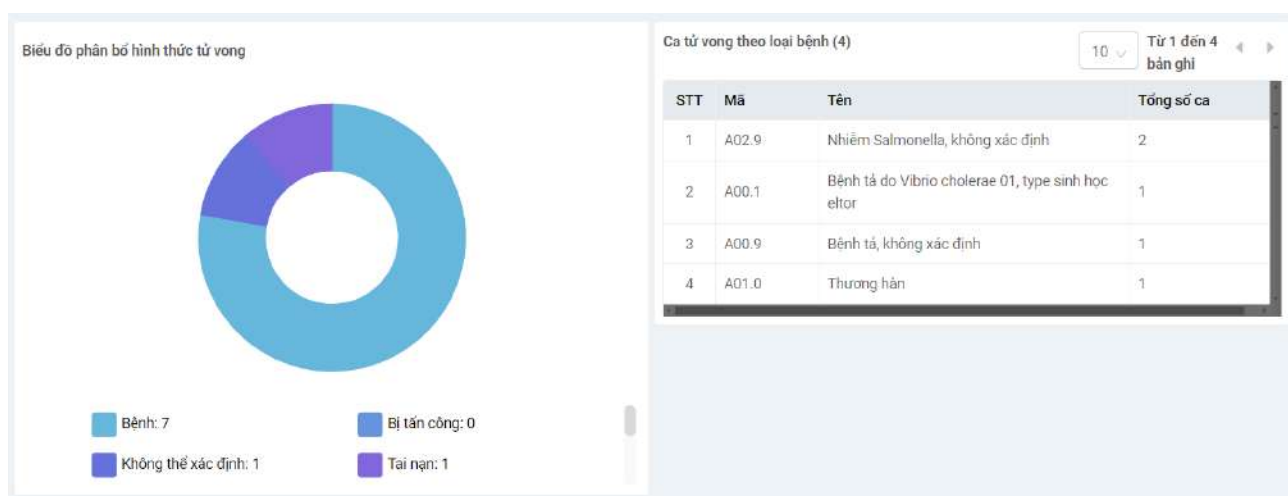 Biểu đồ phân bố hình thức tử vong
Bệnh: 7
Bị tấn công: 0
Không thể xác định: 1
Tai nạn: 1
Ca tử vong theo loại bệnh (4)
10
Từ 1 đến 4
bản ghi
STT Mã Tên Tổng số ca
1 A02.9 Nhiễm Salmonella, không xác định 2
2 A00.1 Bệnh tả do Vibrio cholerae 01, type sinh học
eltor 1
3 A00.9 Bệnh tả, không xác định 1
4 A01.0 Thương hàn 1